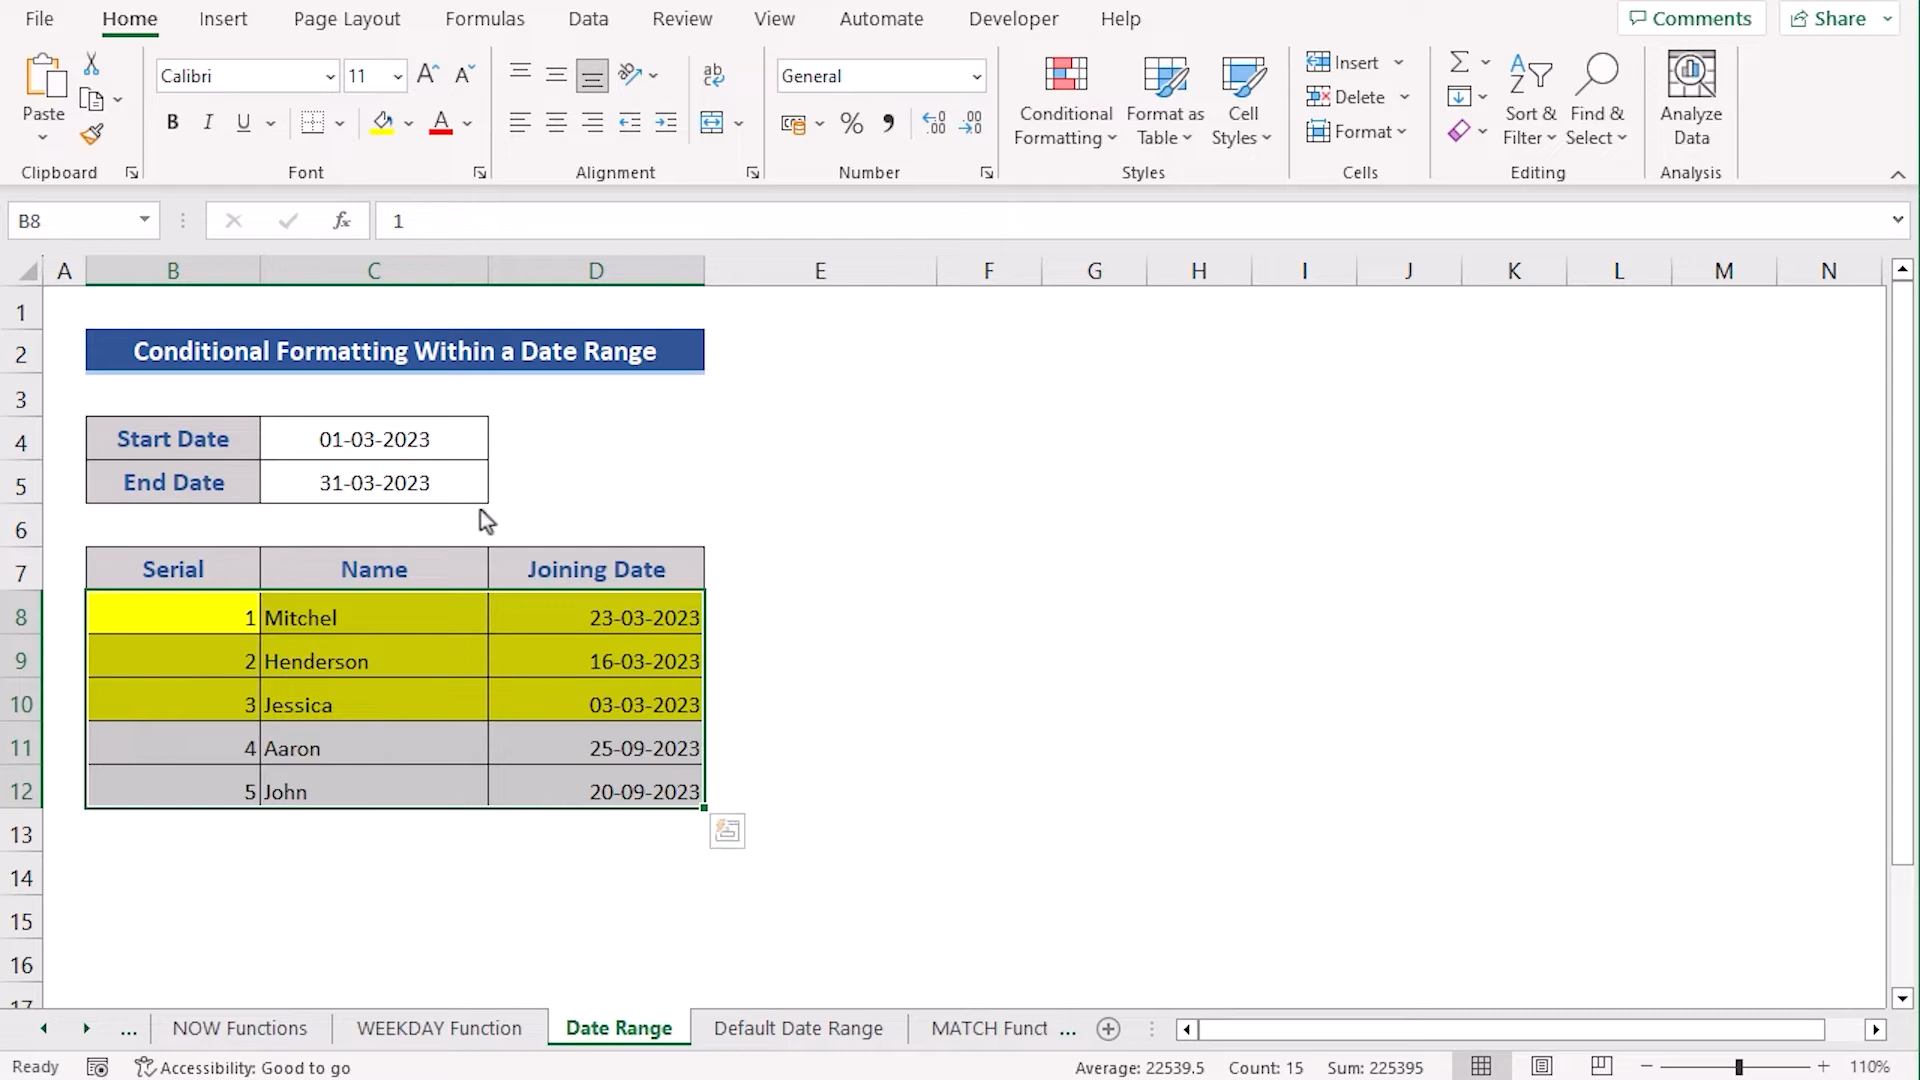 File Home Insert Page Layout Formulas Data Review View Automate Developer Help Comments Share
Paste
Calibri 11
B I U A
ab
General
% 9
Conditional Formatting
Format as Table
Cell Styles
Insert
Delete
Format
Sort & Filter
Find & Select
Analyze Data
Clipboard Font Alignment Number Styles Cells Editing Analysis
B8 fx 1
A B C D E F G H I J K L M N
1
2 Conditional Formatting Within a Date Range
3
4 Start Date 01-03-2023
5 End Date 31-03-2023
6
7 Serial Name Joining Date
8 1 Mitchel 23-03-2023
9 2 Henderson 16-03-2023
10 3 Jessica 03-03-2023
11 4 Aaron 25-09-2023
12 5 John 20-09-2023
13
14
15
16
17
... NOW Functions WEEKDAY Function Date Range Default Date Range MATCH Funct ...
Ready Accessibility: Good to go Average: 22539.5 Count: 15 Sum: 225395 110%